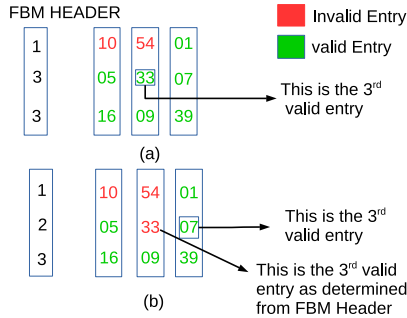 FBM HEADER
Invalid Entry
valid Entry
1 10 54 01
3 05 33 07
3 16 09 39
This is the 3rd
valid entry
(a)
1 10 54 01
2 05 33 07
3 16 09 39
This is the 3rd
valid entry
This is the 3rd valid
entry as determined
from FBM Header
(b)